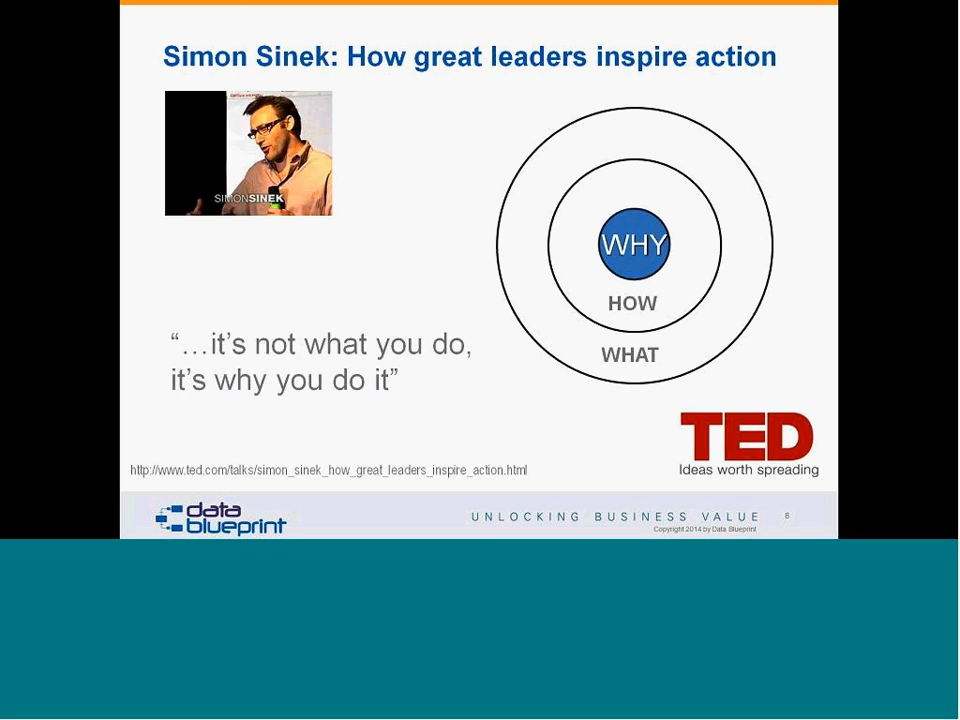 Simon Sinek: How great leaders inspire action
SIMONSINEK
WHY
HOW
WHAT
“…it’s not what you do,
it’s why you do it”
TED
Ideas worth spreading
http://www.ted.com/talks/simon_sinek_how_great_leaders_inspire_action.html
data
blueprint
UNLOCKING BUSINESS VALUE
Copyright 2014 by Data Blueprint